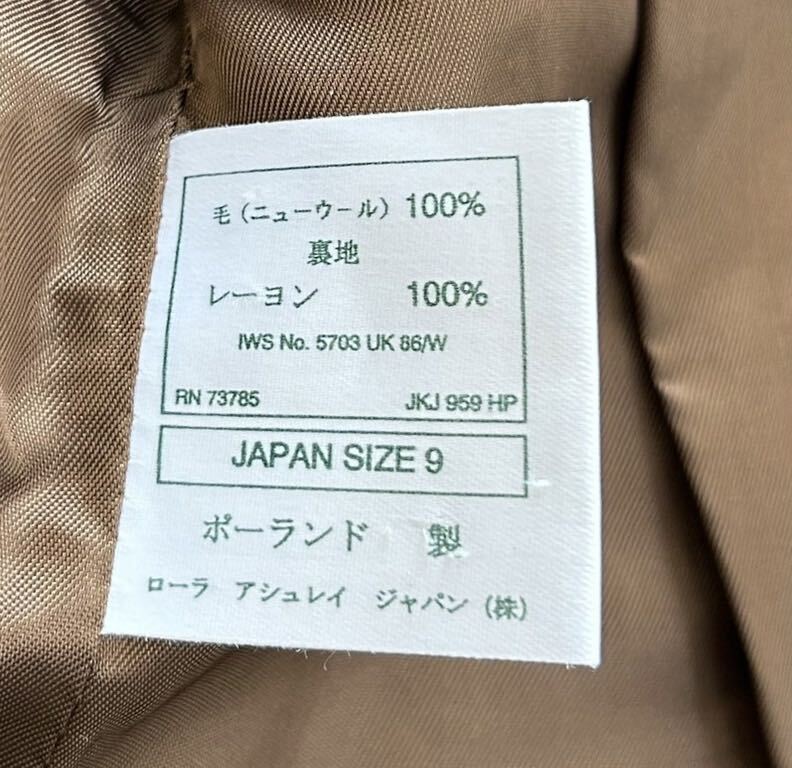 毛（ニューウール）100%
裏地
レーヨン 100%
IWS No. 5703 UK 86/W
RN 73785 JKJ 959 HP
JAPAN SIZE 9
ポーランド 製
ローラ アシュレイ ジャパン（株）